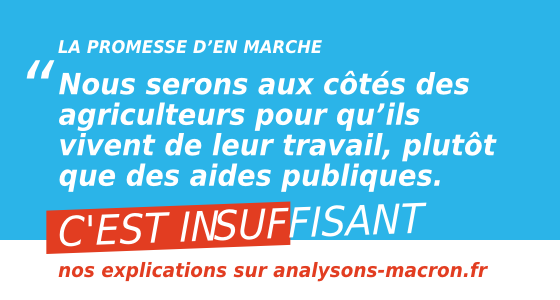 LA PROMESSE D’EN MARCHE
“ Nous serons aux côtés des
agriculteurs pour qu’ils
vivent de leur travail, plutôt
que des aides publiques.
C'EST INSUFFISANT
nos explications sur analysons-macron.fr